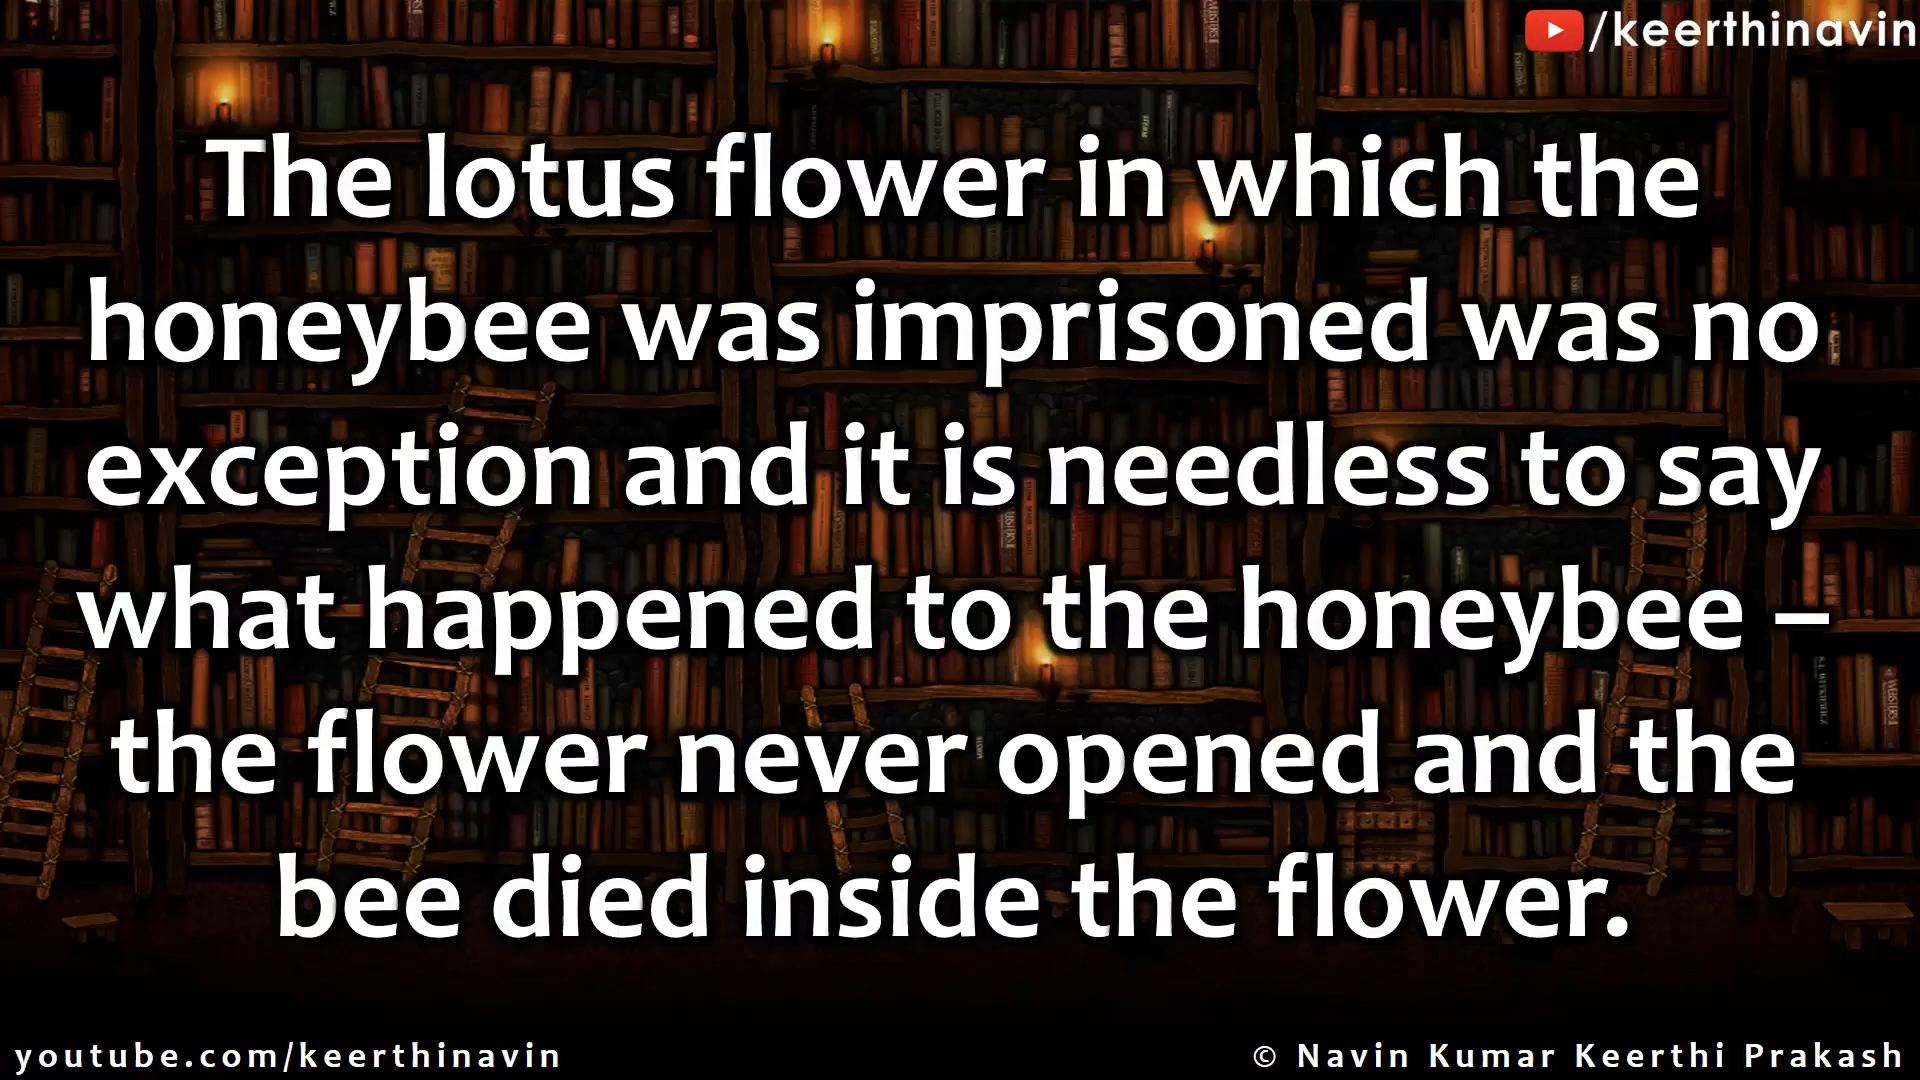 /keerthinavin
The lotus flower in which the
honeybee was imprisoned was no
exception and it is needless to say
what happened to the honeybee –
the flower never opened and the
bee died inside the flower.
youtube.com/keerthinavin
© Navin Kumar Keerthi Prakash